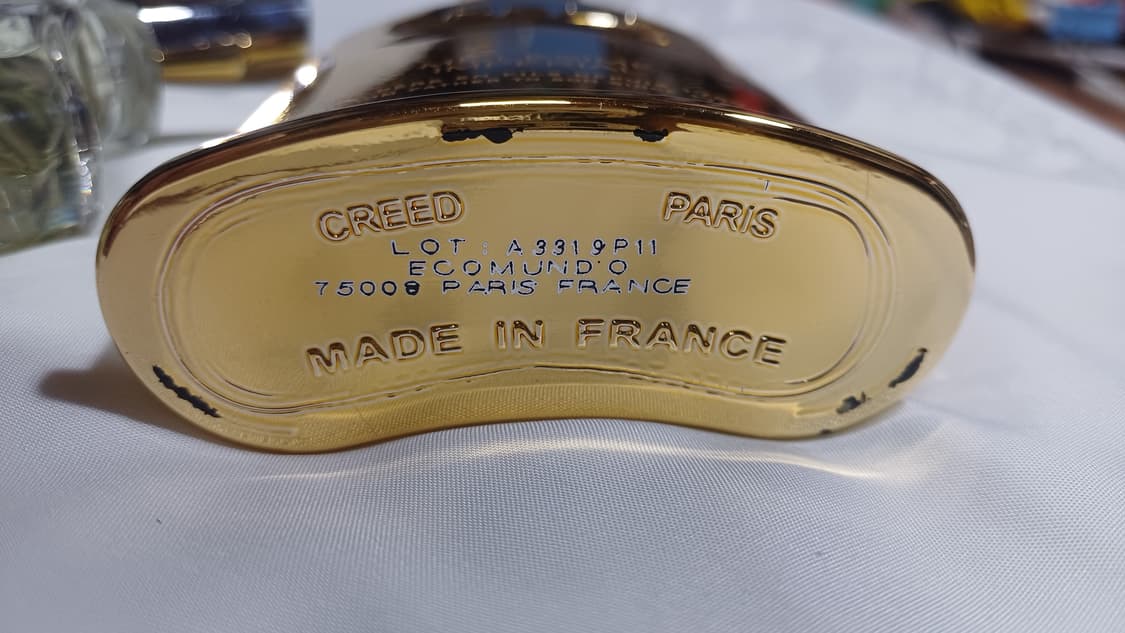 CREED PARIS
LOT : A3319P11
ECOMUND'O
75008 PARIS FRANCE
MADE IN FRANCE